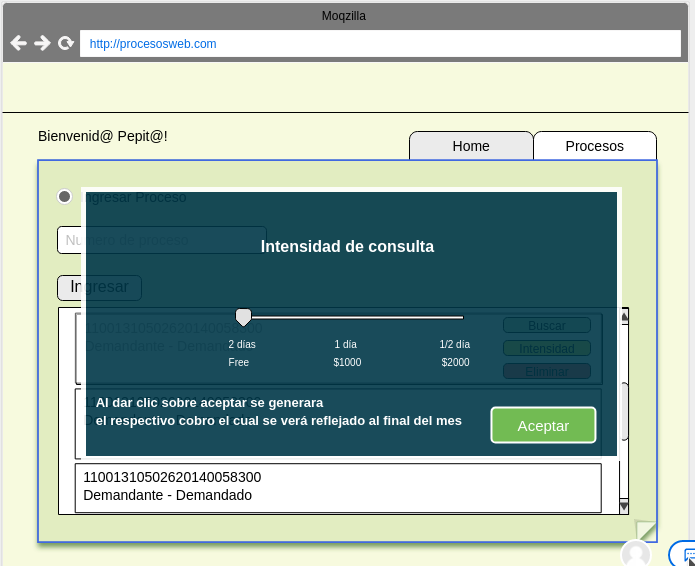 Moqzilla
http://procesosweb.com
Bienvenid@ Pepit@!
Home
Procesos
Ingresar Proceso
Numero de proceso
Ingresar
Intensidad de consulta
11001310502620140058300
Demandante - Demandado
Buscar
Intensidad
Eliminar
2 días
1 día
1/2 día
Free
$1000
$2000
Al dar clic sobre aceptar se generara
el respectivo Cobro el cual se verá reflejado al final del mes
Aceptar
11001310502620140058300
Demandante - Demandado